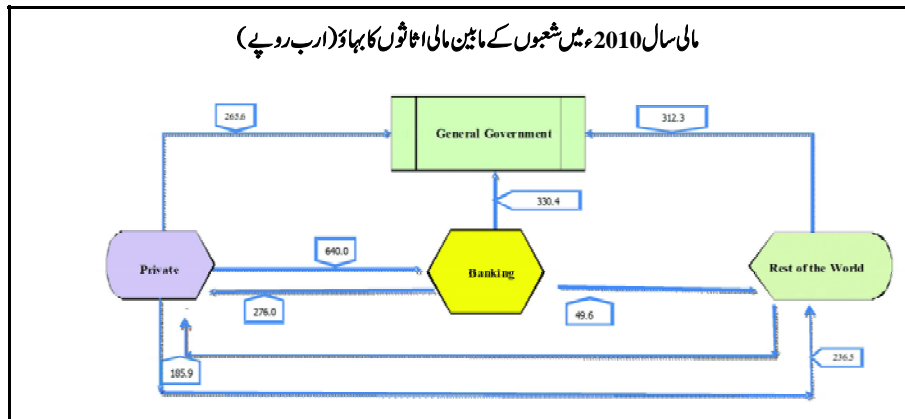 مالی سال 2010ء میں شعبوں کے مابین مالی اثاثوں کا بہاؤ (ارب روپے)
265.6
General Government
312.3
330.4
Private
640.0
Banking
Rest of the World
276.0
49.6
185.9
236.5